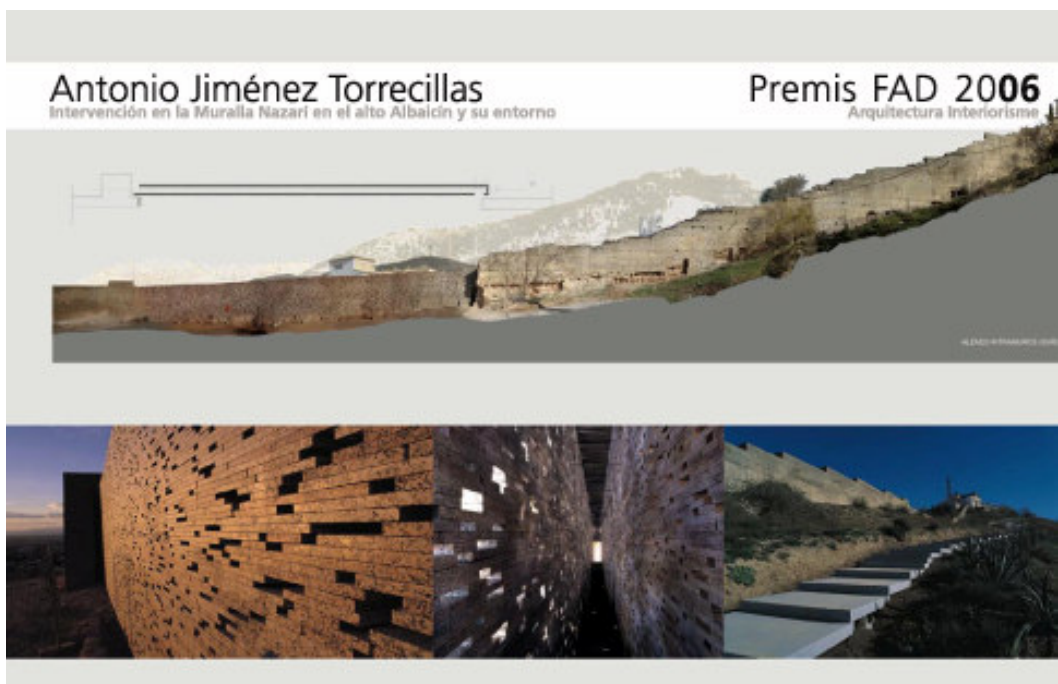 Antonio Jiménez Torrecillas
Intervención en la Muralla Nazarí en el alto Albaicín y su entorno
Premis FAD 2006
Arquitectura Interiorisme